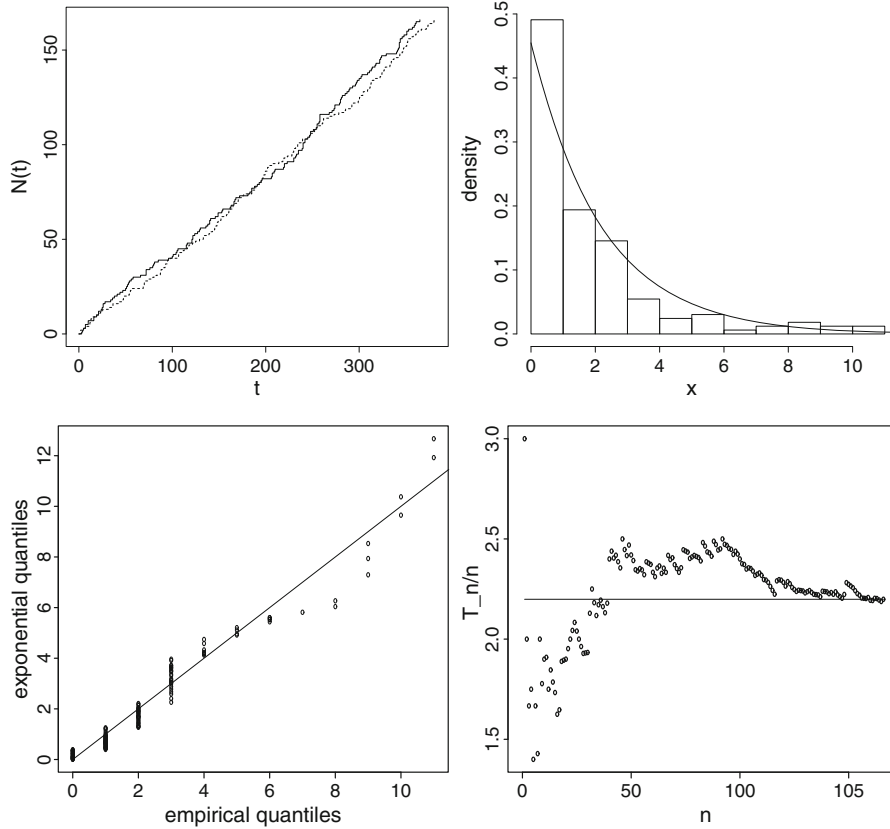 150
100
50
0
N(t)
0 100 200 300
t
0.5
0.4
0.3
0.2
0.1
0.0
density
0 2 4 6 8 10
x
12
10
8
6
4
2
0
exponential quantiles
0 2 4 6 8 10
empirical quantiles
3.0
2.5
2.0
1.5
T_n/n
0 50 100 105
n